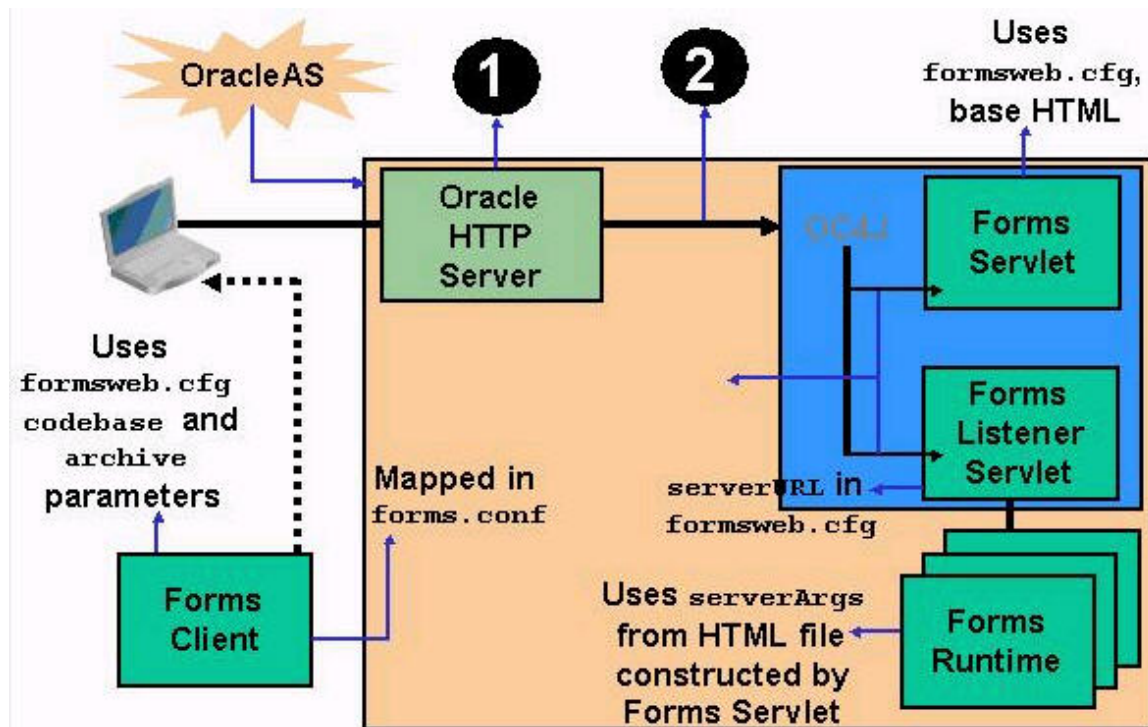 OracleAS
1
2
Uses
formsweb.cfg,
base HTML
Oracle
HTTP
Server
OC4J
Forms
Servlet
Uses
formsweb.cfg
codebase and
archive
parameters
Forms
Listener
Servlet
Mapped in
forms.conf
serverURL in
formsweb.cfg
Forms
Client
Uses serverArgs
from HTML file
constructed by
Forms Servlet
Forms
Runtime